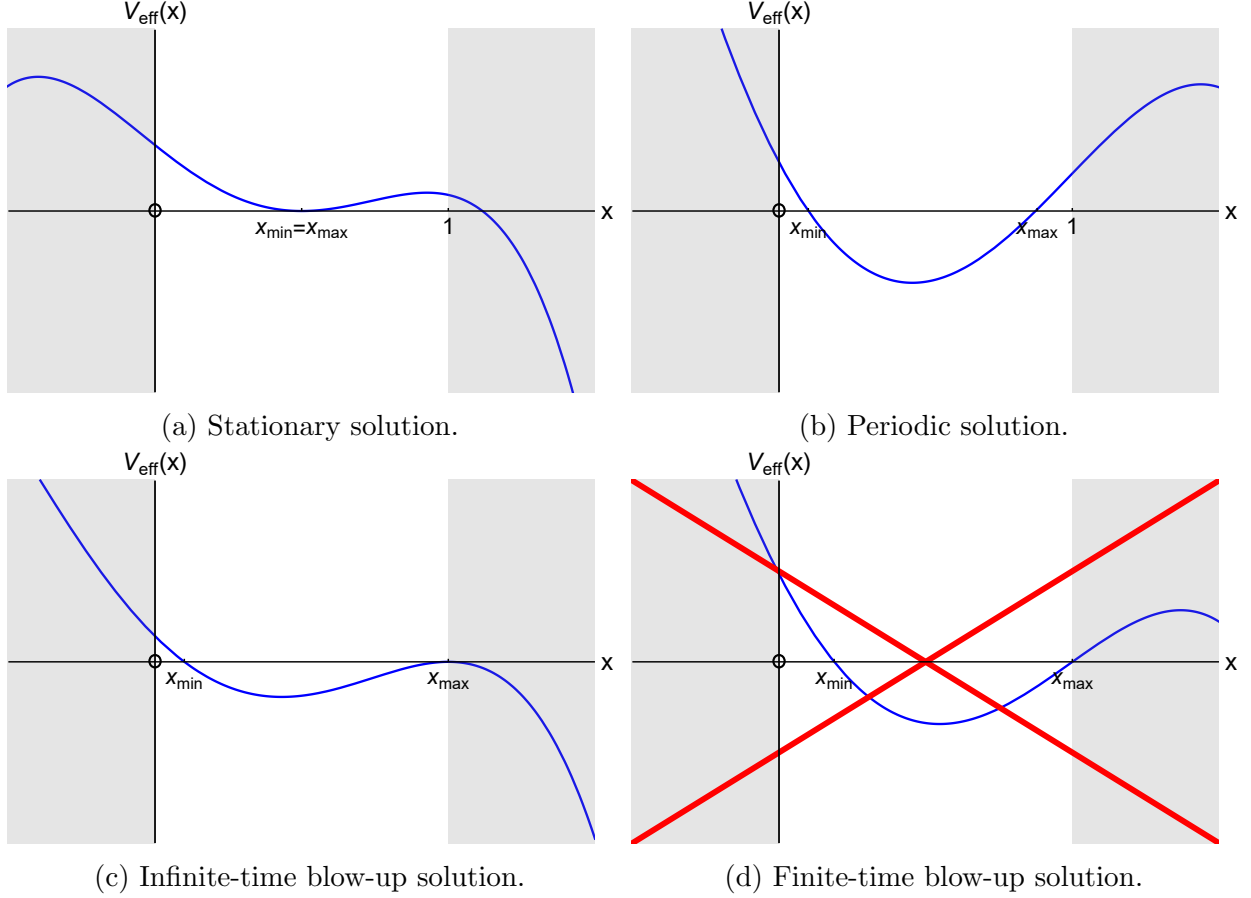 V_eff(x)
x
x_min=x_max
1
(a) Stationary solution.
V_eff(x)
x
x_min
x_max
1
(b) Periodic solution.
V_eff(x)
x
x_min
x_max
(c) Infinite-time blow-up solution.
V_eff(x)
x
x_min
x_max
(d) Finite-time blow-up solution.